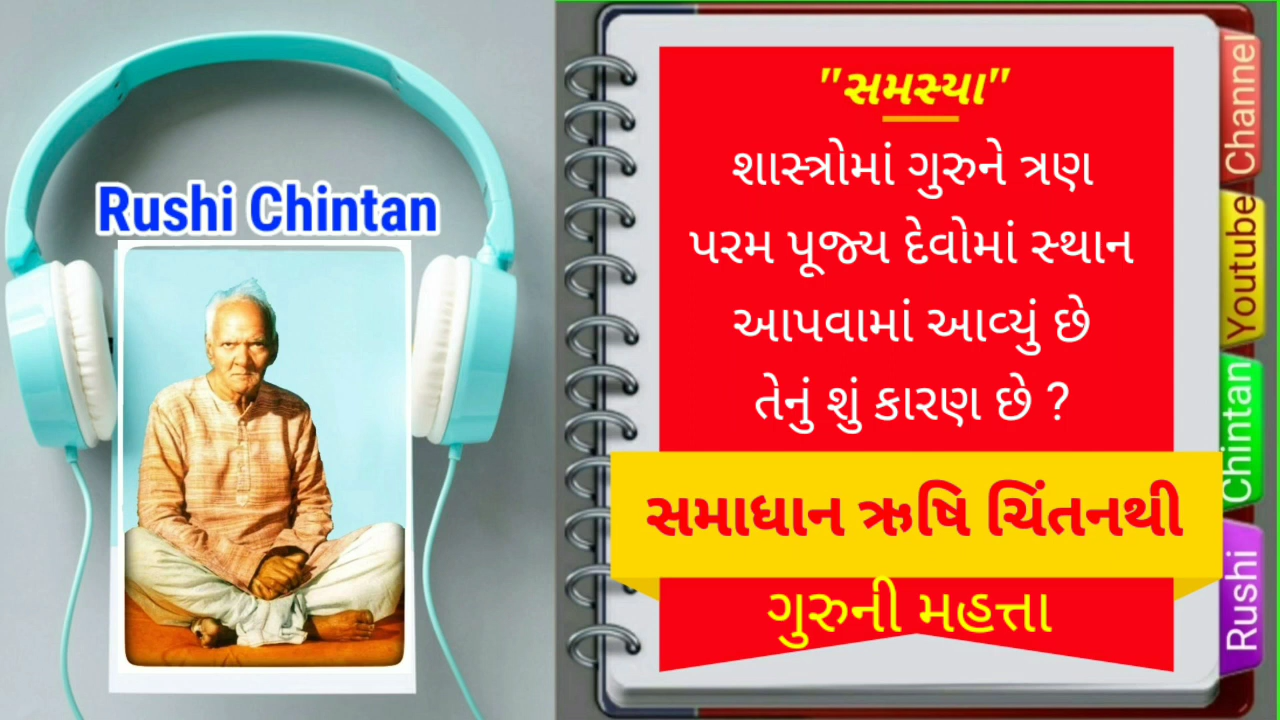 Rushi Chintan
"સમસ્યા"
શાસ્ત્રોમાં ગુરુને ત્રણ
પરમ પૂજ્ય દેવોમાં સ્થાન
આપવામાં આવ્યું છે
તેનું શું કારણ છે ?
સમાધાન ઋષિ ચિંતનથી
ગુરુની મહત્તા
Rushi Chintan Youtube Channel